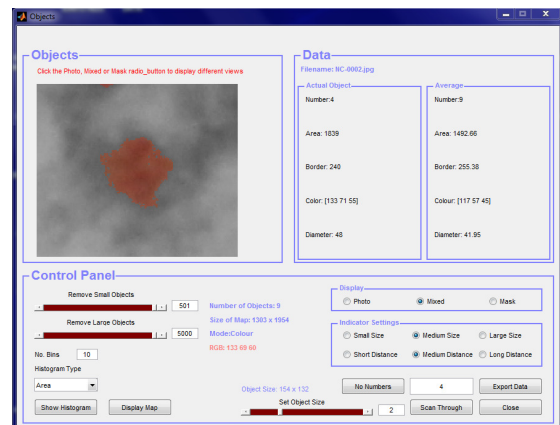 Objects
Objects
Click the Photo, Mixed or Mask radio_button to display different views
Data
Filename: NC-0002.jpg
Actual Object
Number:4
Area: 1839
Border: 240
Color: [133 71 55]
Diameter: 48
Average
Number:9
Area: 1492.66
Border: 255.38
Colour: [117 57 45]
Diameter: 41.95
Control Panel
Remove Small Objects
501
Remove Large Objects
5000
No. Bins 10
Histogram Type
Area
Show Histogram Display Map
Number of Objects: 9
Size of Map: 1303 x 1954
Mode:Colour
RGB: 133 69 60
Object Size: 154 x 132
Set Object Size
2
Display
Photo Mixed Mask
Indicator Settings
Small Size Medium Size Large Size
Short Distance Medium Distance Long Distance
No Numbers 4 Export Data
Scan Through Close